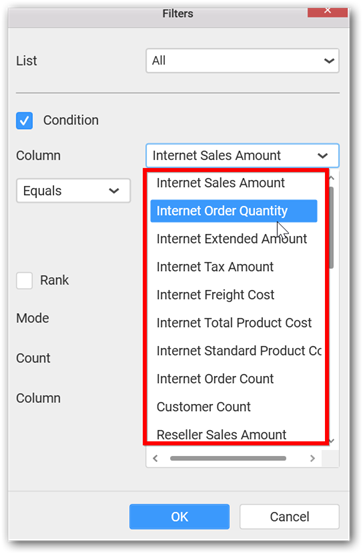 Filters
List
All
Condition
Column
Internet Sales Amount
Equals
Internet Sales Amount
Internet Order Quantity
Internet Extended Amount
Internet Tax Amount
Internet Freight Cost
Internet Total Product Cost
Internet Standard Product Co
Internet Order Count
Customer Count
Reseller Sales Amount
Rank
Mode
Count
Column
OK
Cancel